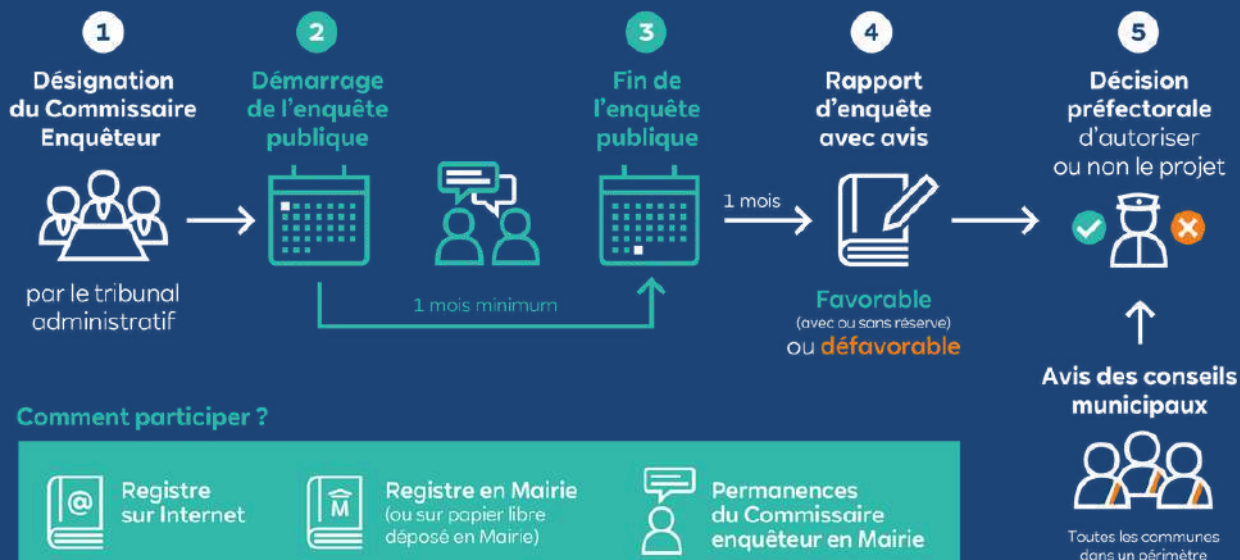 1
Désignation
du Commissaire
Enquêteur
par le tribunal
administratif
2
Démarrage
de l'enquête
publique
1 mois minimum
3
Fin de
l'enquête
publique
1 mois
4
Rapport
d'enquête
avec avis
Favorable
(avec ou sans réserve)
ou défavorable
5
Décision
préfectorale
d'autoriser
ou non le projet
Avis des conseils
municipaux
Toutes les communes
dans un périmètre
Comment participer ?
@
Registre
sur Internet
M
Registre en Mairie
(ou sur papier libre
déposé en Mairie)
Permanences
du Commissaire
enquêteur en Mairie